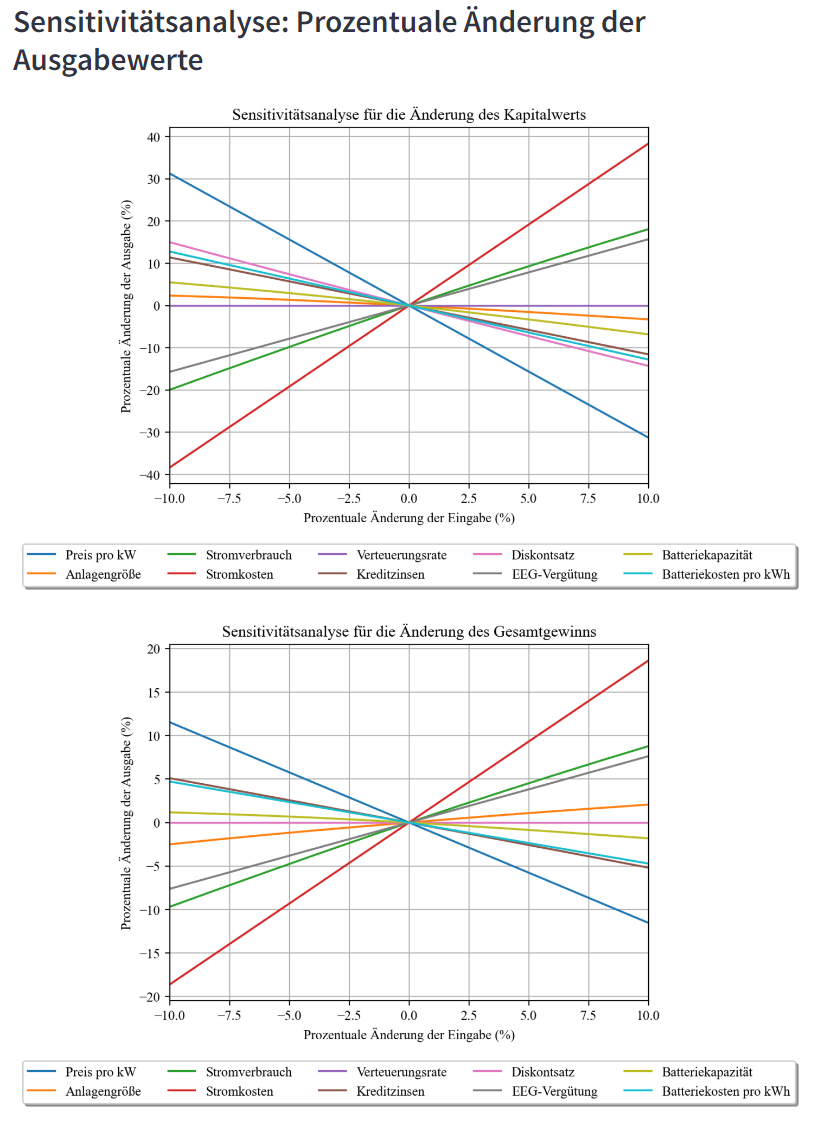 Sensitivitätsanalyse: Prozentuale Änderung der
Ausgabewerte
Sensitivitätsanalyse für die Änderung des Kapitalwerts
Prozentuale Änderung der Ausgabe (%)
40
30
20
10
0
−10
−20
−30
−40
−10.0 −7.5 −5.0 −2.5 0.0 2.5 5.0 7.5 10.0
Prozentuale Änderung der Eingabe (%)
Preis pro kW Stromverbrauch Verteuerungsrate Diskontsatz Batteriekapazität
Anlagengröße Stromkosten Kreditzinsen EEG-Vergütung Batteriekosten pro kWh
Sensitivitätsanalyse für die Änderung des Gesamtgewinns
Prozentuale Änderung der Ausgabe (%)
20
15
10
5
0
−5
−10
−15
−20
−10.0 −7.5 −5.0 −2.5 0.0 2.5 5.0 7.5 10.0
Prozentuale Änderung der Eingabe (%)
Preis pro kW Stromverbrauch Verteuerungsrate Diskontsatz Batteriekapazität
Anlagengröße Stromkosten Kreditzinsen EEG-Vergütung Batteriekosten pro kWh